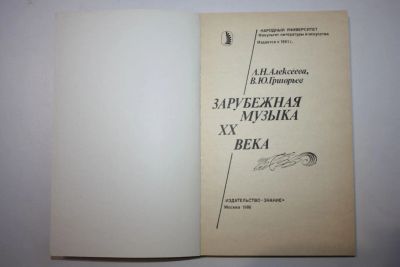 НАРОДНЫЙ УНИВЕРСИТЕТ
Факультет литературы и искусства
Издается с 1961 г.
Л.Н.Алексеева,
В.Ю.Григорьев
ЗАРУБЕЖНАЯ
МУЗЫКА
XX
ВЕКА
ИЗДАТЕЛЬСТВО «ЗНАНИЕ»
Москва 1986